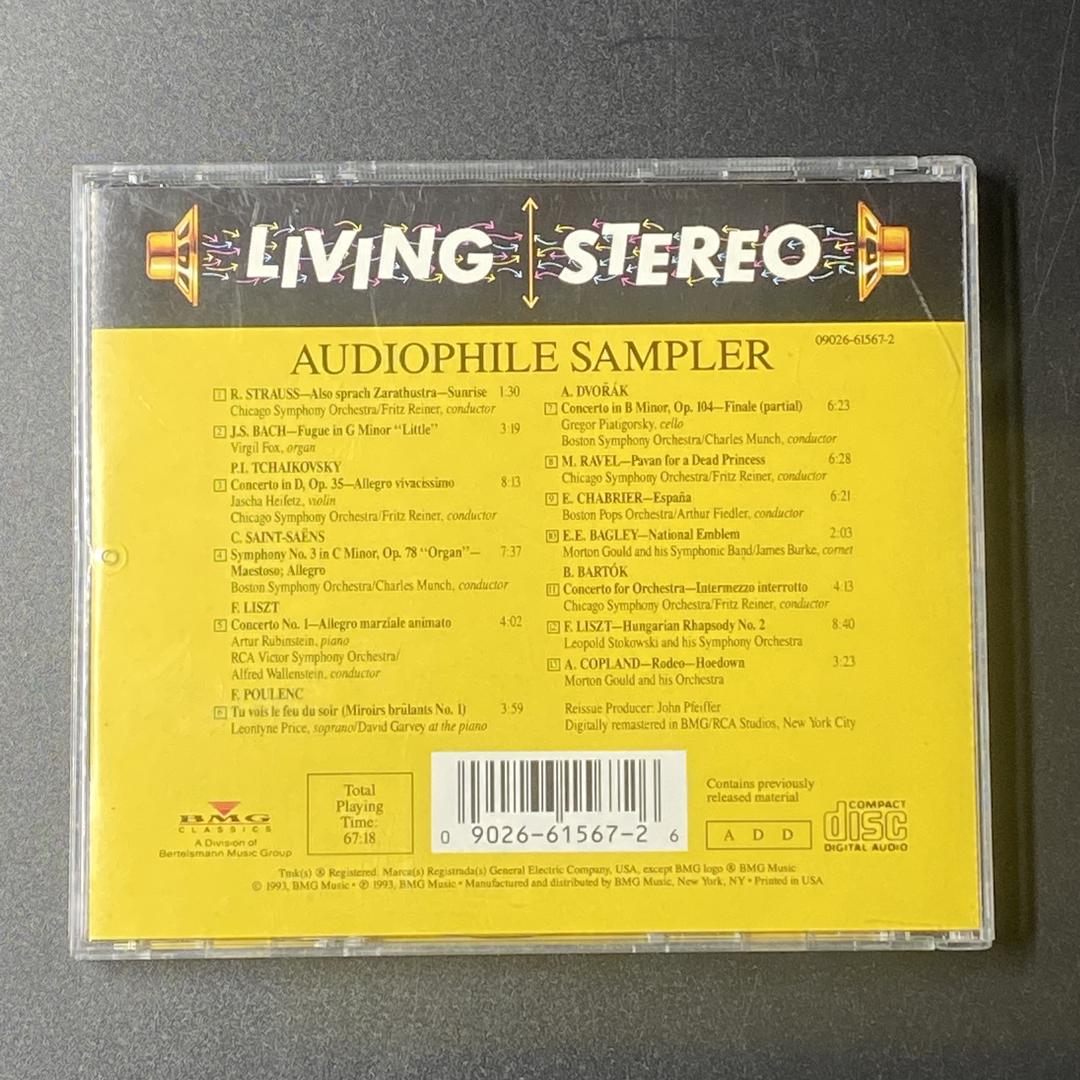 LIVING STEREO
AUDIOPHILE SAMPLER
09026-61567-2
1 R. STRAUSS—Also sprach Zarathustra—Sunrise 1:30
Chicago Symphony Orchestra/Fritz Reiner, conductor
2 J.S. BACH—Fugue in G Minor "Little" 3:19
Virgil Fox, organ
P.I. TCHAIKOVSKY
3 Concerto in D, Op. 35—Allegro vivacissimo 8:13
Jascha Heifetz, violin
Chicago Symphony Orchestra/Fritz Reiner, conductor
C. SAINT-SAËNS
4 Symphony No. 3 in C Minor, Op. 78 "Organ"— 7:37
Maestoso; Allegro
Boston Symphony Orchestra/Charles Munch, conductor
F. LISZT
5 Concerto No. 1—Allegro marziale animato 4:02
Artur Rubinstein, piano
RCA Victor Symphony Orchestra/
Alfred Wallenstein, conductor
F. POULENC
6 Tu vois le feu du soir (Miroirs brûlants No. 1) 3:59
Leontyne Price, soprano/David Garvey at the piano
A. DVOŘÁK
7 Concerto in B Minor, Op. 104—Finale (partial) 6:23
Gregor Piatigorsky, cello
Boston Symphony Orchestra/Charles Munch, conductor
8 M. RAVEL—Pavan for a Dead Princess 6:28
Chicago Symphony Orchestra/Fritz Reiner, conductor
9 E. CHABRIER—España 6:21
Boston Pops Orchestra/Arthur Fiedler, conductor
10 E.E. BAGLEY—National Emblem 2:03
Morton Gould and his Symphonic Band/James Burke, cornet
B. BARTÓK
11 Concerto for Orchestra—Intermezzo interrotto 4:13
Chicago Symphony Orchestra/Fritz Reiner, conductor
12 F. LISZT—Hungarian Rhapsody No. 2 8:40
Leopold Stokowski and his Symphony Orchestra
13 A. COPLAND—Rodeo—Hoedown 3:23
Morton Gould and his Orchestra
Reissue Producer: John Pfeiffer
Digitally remastered in BMG/RCA Studios, New York City
BMG
CLASSICS
A Division of
Bertelsmann Music Group
Total
Playing
Time:
67:18
0 9026-61567-2 6
Contains previously
released material
A D D
COMPACT
disc
DIGITAL AUDIO
Tmk(s) ® Registered. Marca(s) Registrada(s) General Electric Company, USA, except BMG logo ® BMG Music
© 1993, BMG Music • ℗ 1993, BMG Music • Manufactured and distributed by BMG Music, New York, NY • Printed in USA